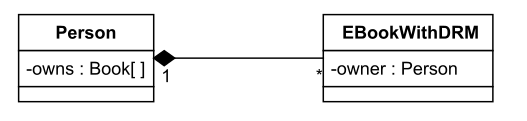 Person
-owns : Book[ ]
1
*
EBookWithDRM
-owner : Person